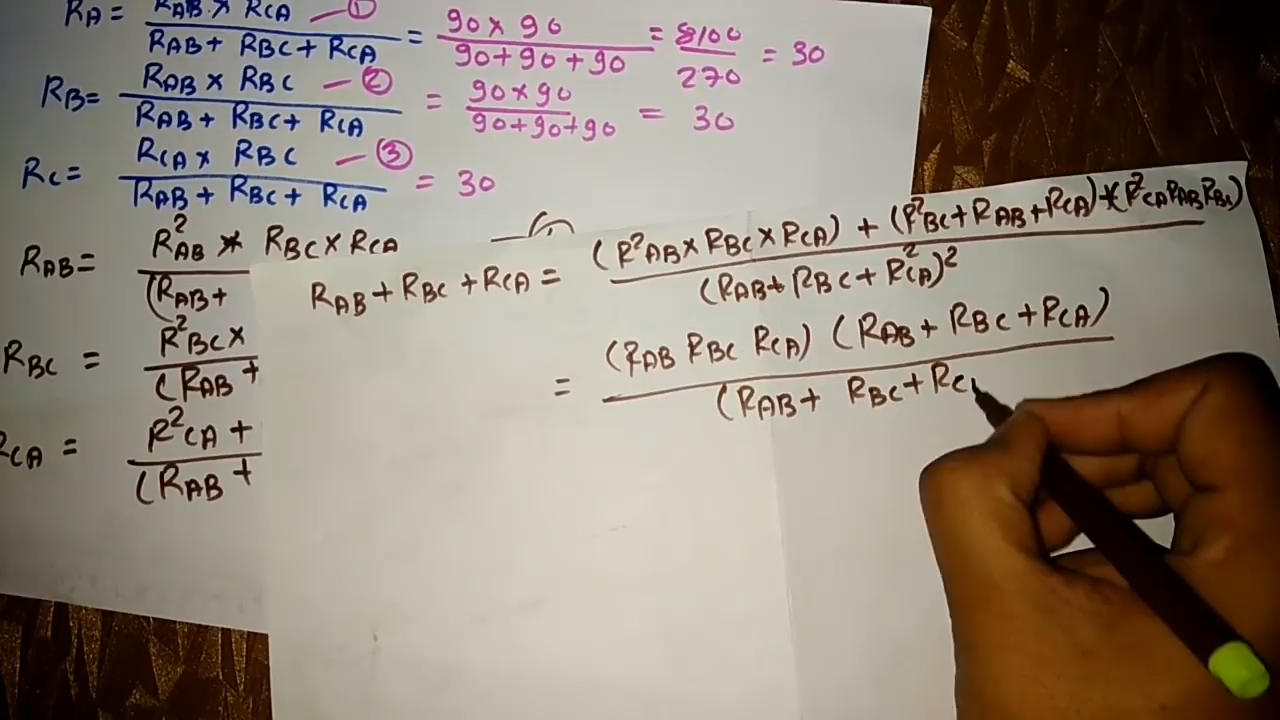 RA = RAB × RCA — ① / RAB + RBC + RCA = 90 × 90 / 90 + 90 + 90 = 8100 / 270 = 30
RB = RAB × RBC — ② / RAB + RBC + RCA = 90 × 90 / 90 + 90 + 90 = 30
RC = RCA × RBC — ③ / RAB + RBC + RCA = 30
RAB = R²AB * RBC × RCA / (RAB +
RBC = R²BC × / (RAB +
RCA = R²CA + / (RAB +
RAB + RBC + RCA = (R²AB × RBC × RCA) + (R²BC + RAB + RCA) + (R²CA RAB RBC) / (RAB + RBC + R²CA)²
= (RAB RBC RCA) (RAB + RBC + RCA) / (RAB + RBC + RC